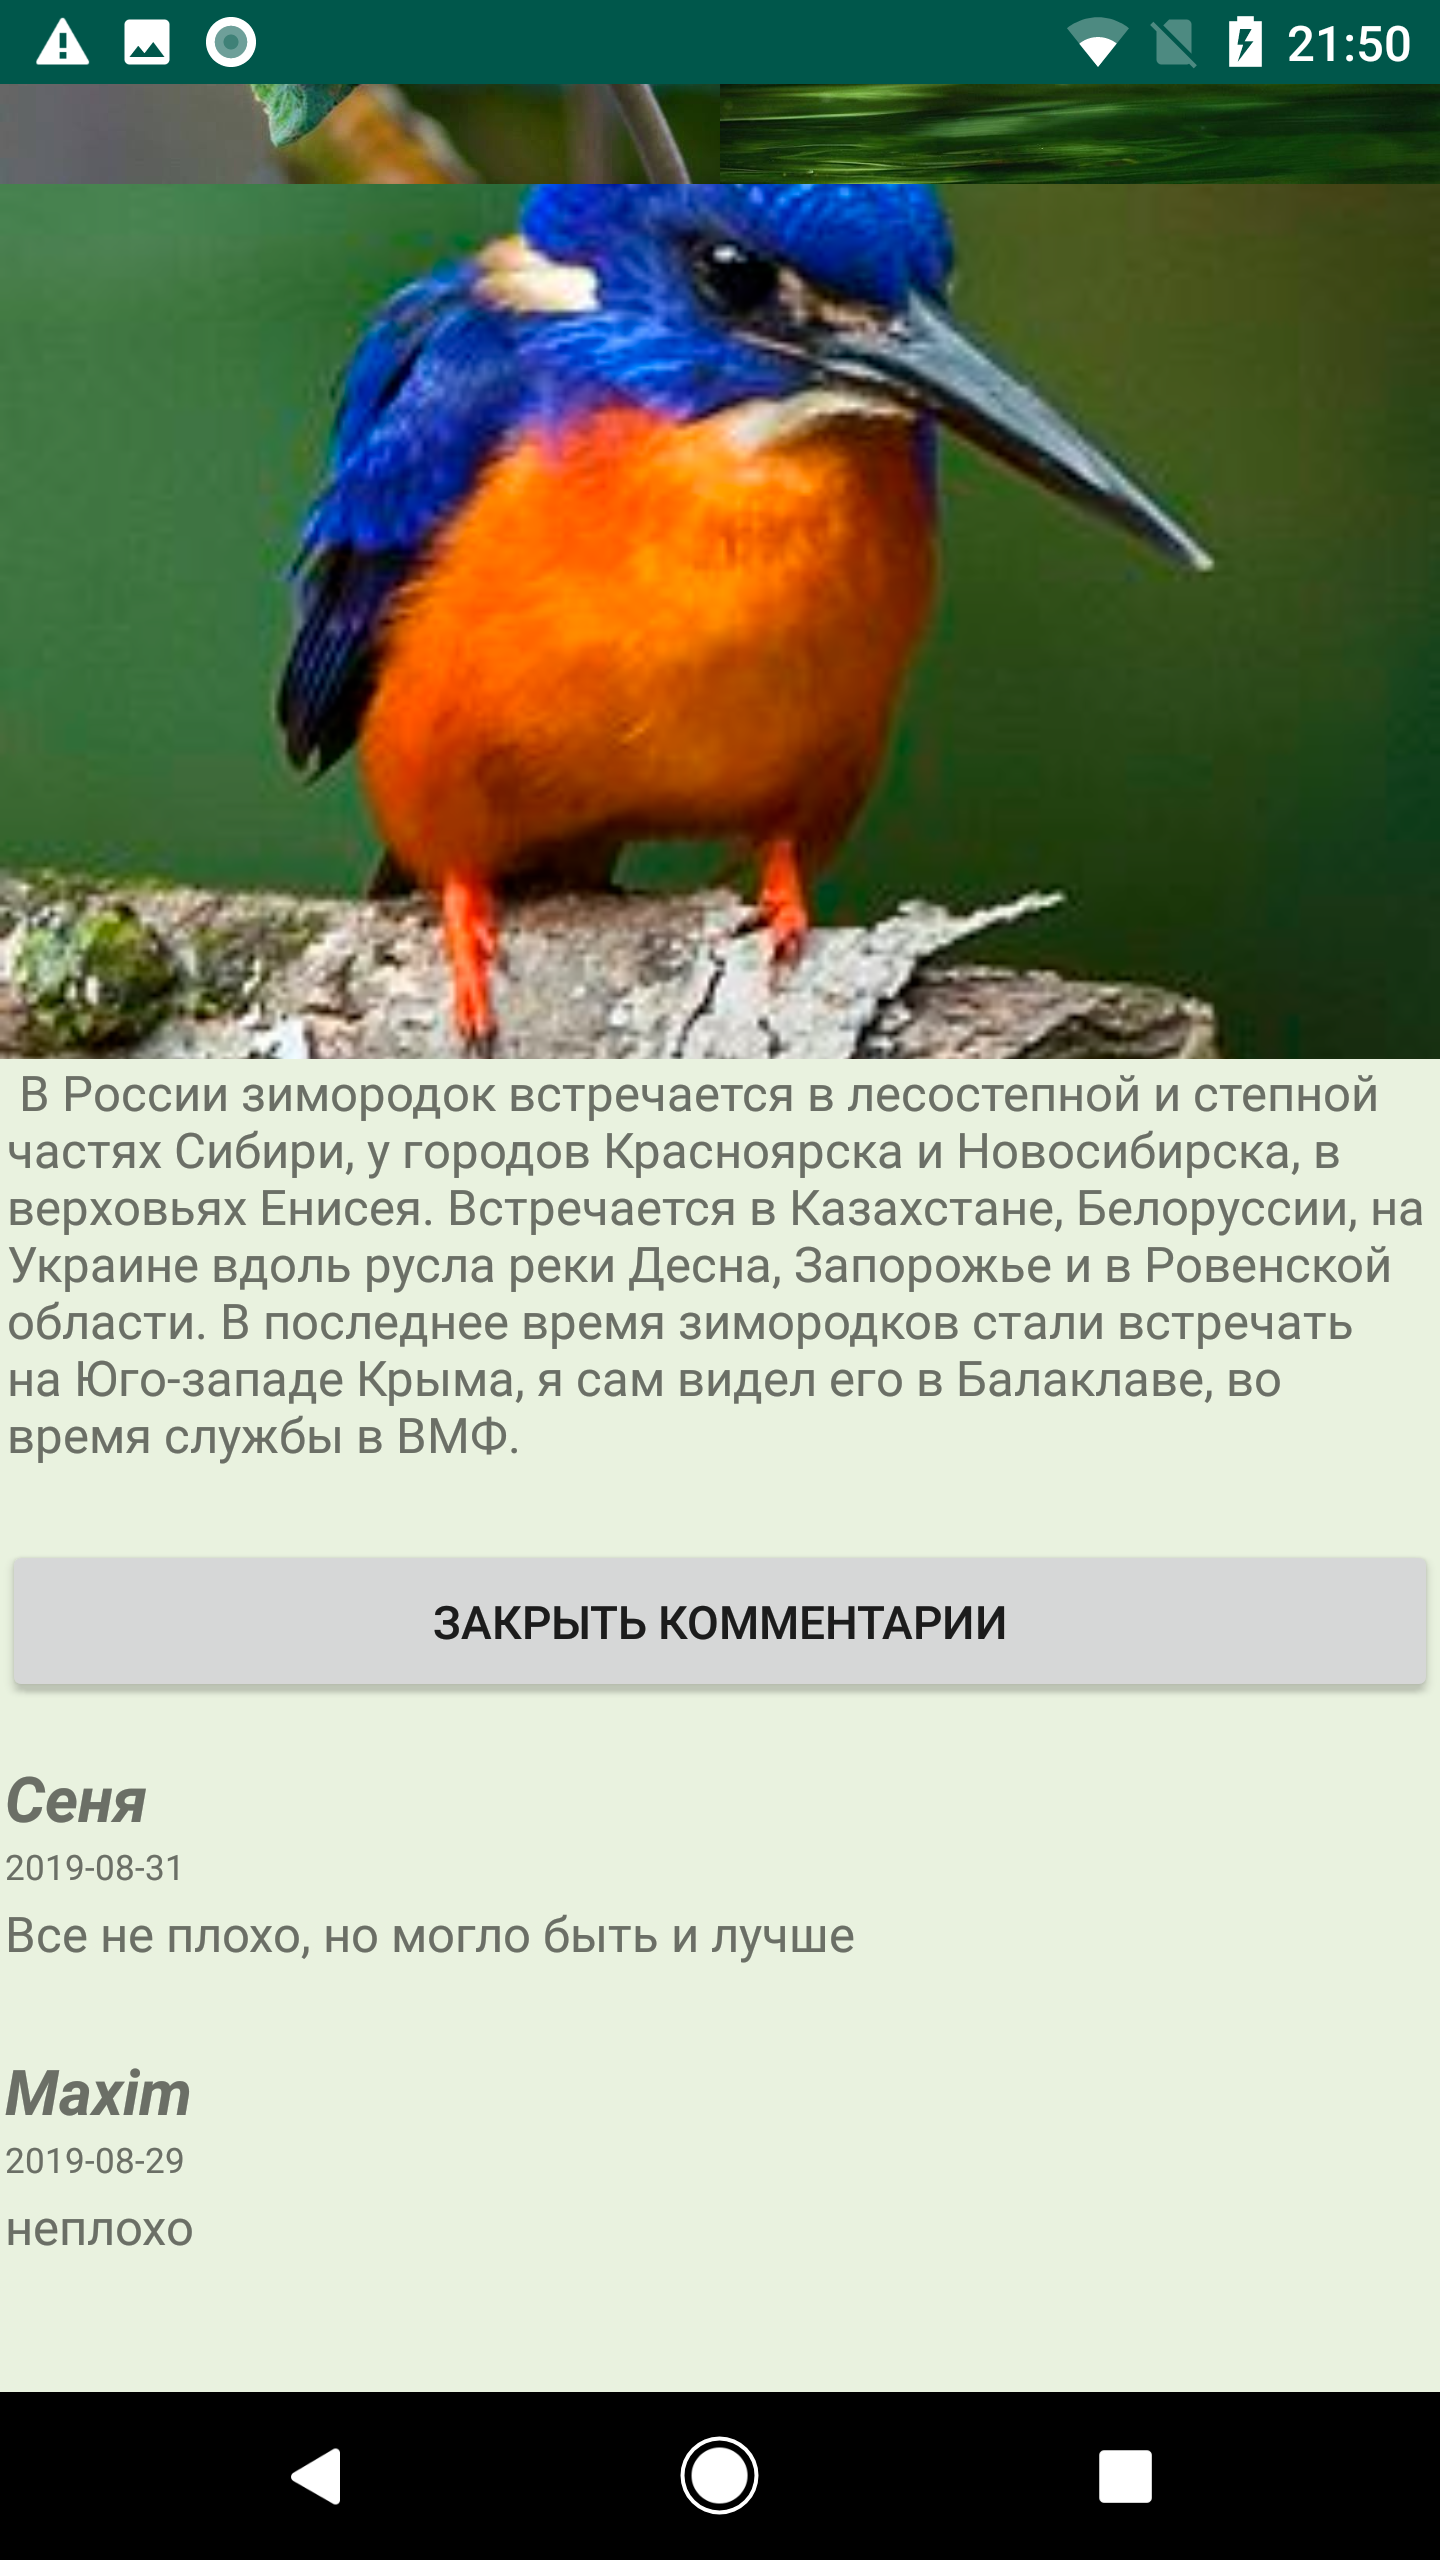 21:50
В России зимородок встречается в лесостепной и степной
частях Сибири, у городов Красноярска и Новосибирска, в
верховьях Енисея. Встречается в Казахстане, Белоруссии, на
Украине вдоль русла реки Десна, Запорожье и в Ровенской
области. В последнее время зимородков стали встречать
на Юго-западе Крыма, я сам видел его в Балаклаве, во
время службы в ВМФ.
ЗАКРЫТЬ КОММЕНТАРИИ
Сеня
2019-08-31
Все не плохо, но могло быть и лучше
Maxim
2019-08-29
неплохо